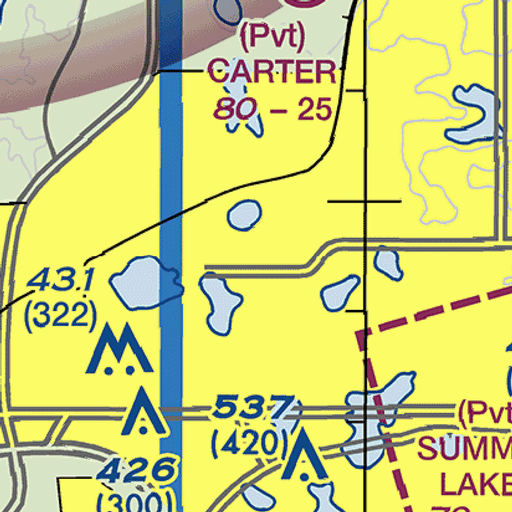 (Pvt)
CARTER
80 - 25
431
(322)
537
(420)
426
(300)
(Pvt
SUMM
LAKE